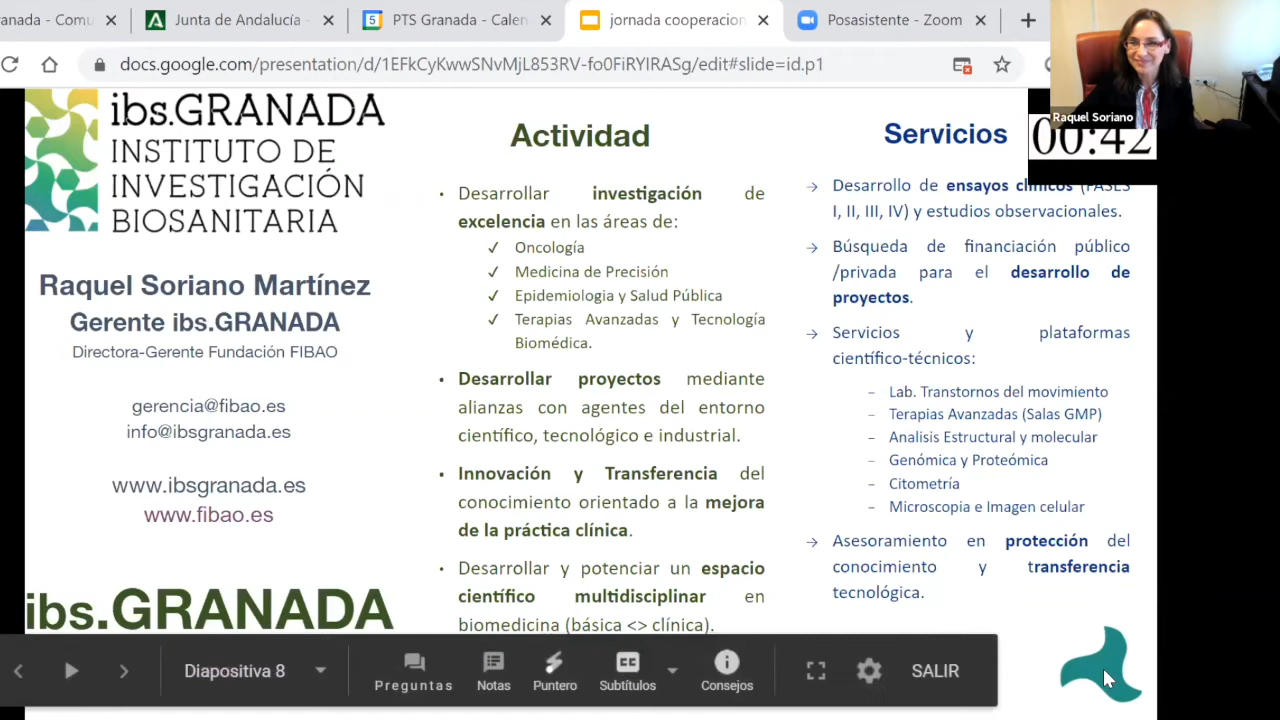 anada - Comu
Junta de Andalucía -
PTS Granada - Calen
jornada cooperacion
Posasistente - Zoom
docs.google.com/presentation/d/1EFkCyKwwSNvMjL853RV-fo0FiRYIRASg/edit#slide=id.p1
Raquel Soriano
00:42
ibs.GRANADA
INSTITUTO DE
INVESTIGACIÓN
BIOSANITARIA
Raquel Soriano Martínez
Gerente ibs.GRANADA
Directora-Gerente Fundación FIBAO
gerencia@fibao.es
info@ibsgranada.es
www.ibsgranada.es
www.fibao.es
ibs.GRANADA
Actividad
• Desarrollar investigación de
excelencia en las áreas de:
✓ Oncología
✓ Medicina de Precisión
✓ Epidemiologia y Salud Pública
✓ Terapias Avanzadas y Tecnología
Biomédica.
• Desarrollar proyectos mediante
alianzas con agentes del entorno
científico, tecnológico e industrial.
• Innovación y Transferencia del
conocimiento orientado a la mejora
de la práctica clínica.
• Desarrollar y potenciar un espacio
científico multidisciplinar en
biomedicina (básica <> clínica).
Servicios
→ Desarrollo de ensayos clínicos (FASES
I, II, III, IV) y estudios observacionales.
→ Búsqueda de financiación público
/privada para el desarrollo de
proyectos.
→ Servicios y plataformas
científico-técnicos:
– Lab. Transtornos del movimiento
– Terapias Avanzadas (Salas GMP)
– Analisis Estructural y molecular
– Genómica y Proteómica
– Citometría
– Microscopia e Imagen celular
→ Asesoramiento en protección del
conocimiento y transferencia
tecnológica.
Diapositiva 8
Preguntas
Notas
Puntero
Subtítulos
Consejos
SALIR